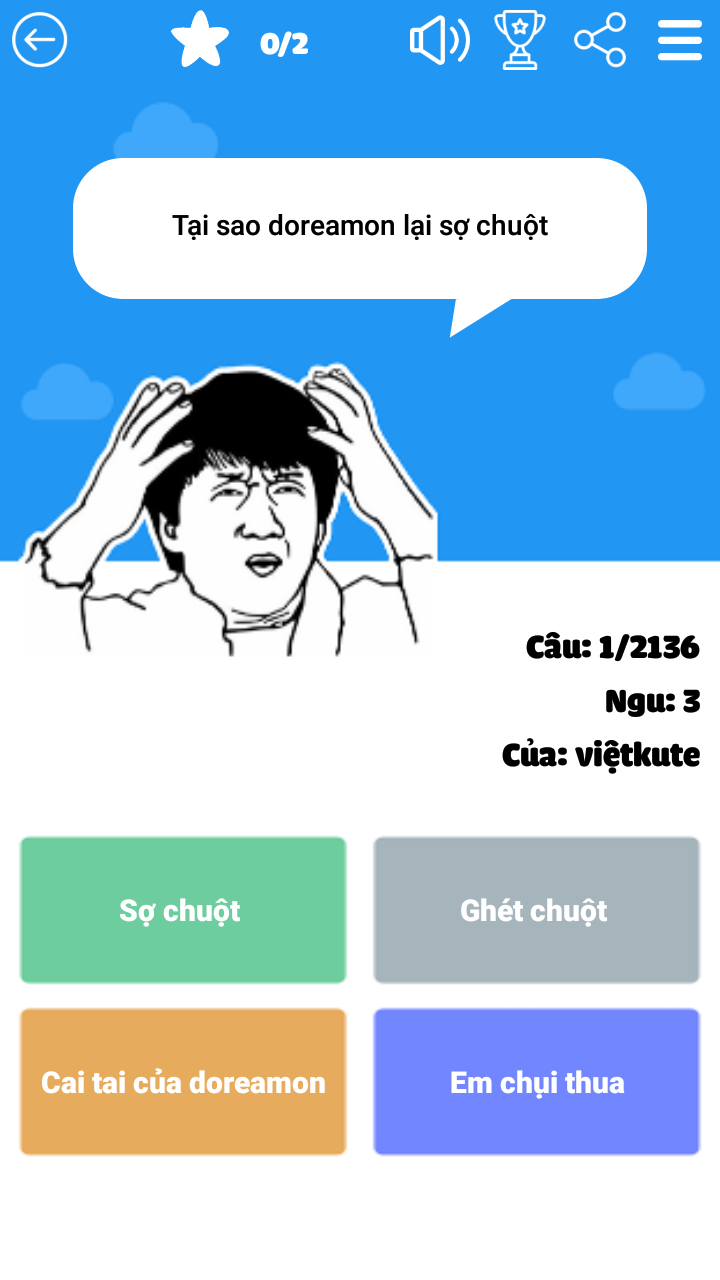 0/2
Tại sao doreamon lại sợ chuột
Câu: 1/2136
Ngu: 3
Của: việtkute
Sợ chuột
Ghét chuột
Cai tai của doreamon
Em chụi thua